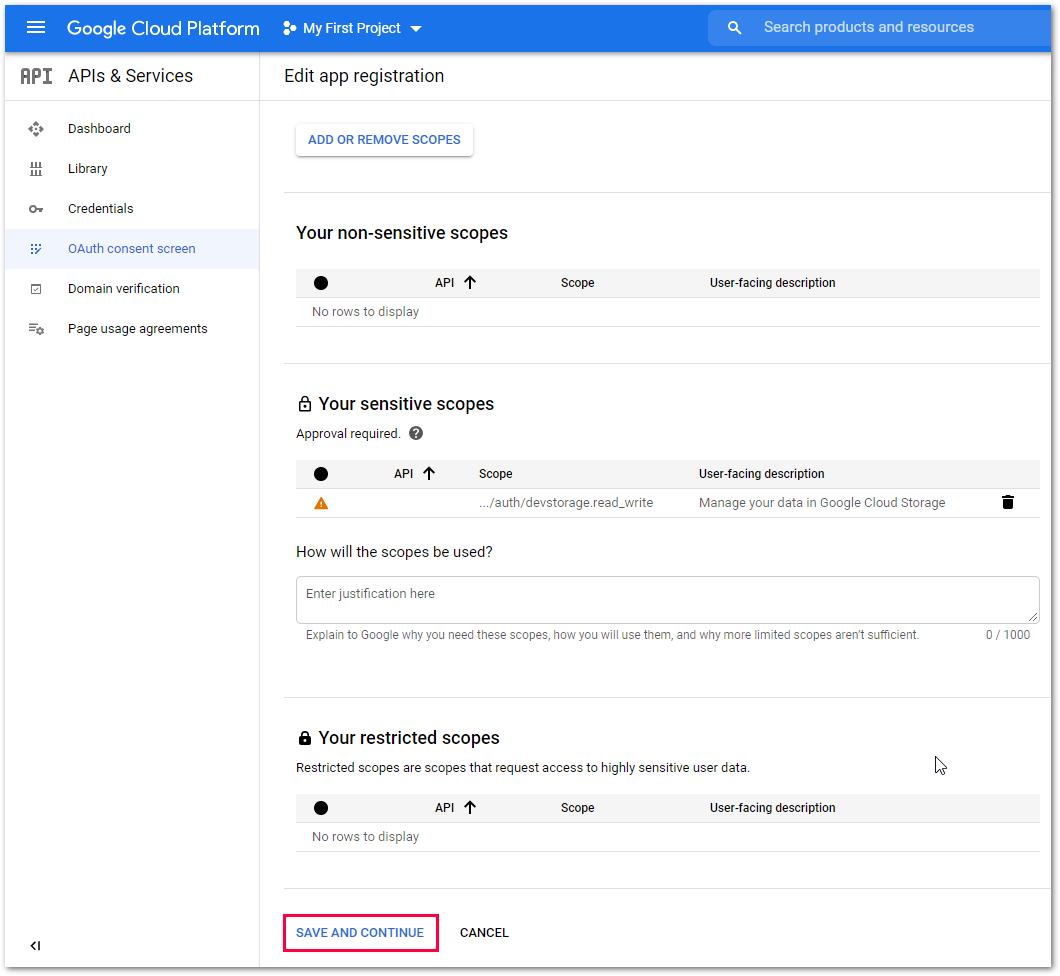 Google Cloud Platform My First Project Search products and resources
API APIs & Services
Edit app registration
Dashboard
Library
Credentials
OAuth consent screen
Domain verification
Page usage agreements
ADD OR REMOVE SCOPES
Your non-sensitive scopes
API Scope User-facing description
No rows to display
Your sensitive scopes
Approval required. ?
API Scope User-facing description
.../auth/devstorage.read_write Manage your data in Google Cloud Storage
How will the scopes be used?
Enter justification here
Explain to Google why you need these scopes, how you will use them, and why more limited scopes aren't sufficient. 0 / 1000
Your restricted scopes
Restricted scopes are scopes that request access to highly sensitive user data.
API Scope User-facing description
No rows to display
SAVE AND CONTINUE CANCEL